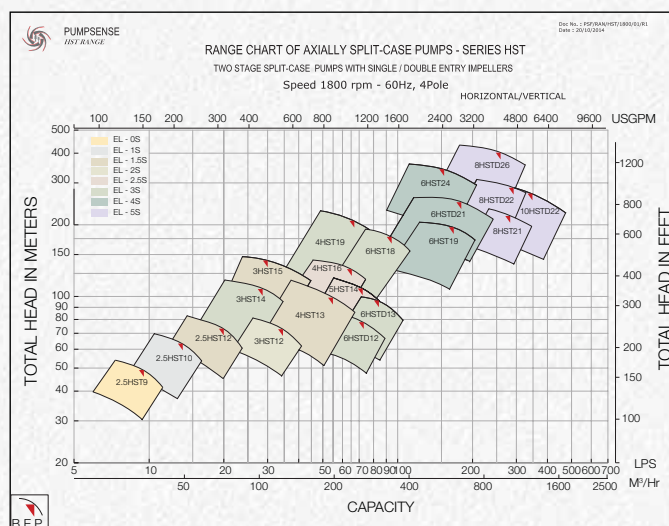 PUMPSENSE
HST RANGE
Doc No. : PSF/RAN/HST/1800/01/R1
Date : 20/10/2014
RANGE CHART OF AXIALLY SPLIT-CASE PUMPS - SERIES HST
TWO STAGE SPLIT-CASE PUMPS WITH SINGLE / DOUBLE ENTRY IMPELLERS
Speed 1800 rpm - 60Hz, 4Pole
HORIZONTAL/VERTICAL
100 150 200 300 400 600 800 1200 1600 2400 3200 4800 6400 9600 USGPM
500
400
300
200
150
100
90
80
70
60
50
40
30
20
TOTAL HEAD IN METERS
EL - 0S
EL - 1S
EL - 1.5S
EL - 2S
EL - 2.5S
EL - 3S
EL - 4S
EL - 5S
8HSTD26
6HST24
8HSTD22
10HSTD22
6HSTD21
8HST21
6HST19
4HST19
6HST18
4HST16
3HST15
5HST14
3HST14
4HST13
6HSTD13
6HSTD12
3HST12
2.5HST12
2.5HST10
2.5HST9
1200
800
600
400
300
200
150
100
TOTAL HEAD IN FEET
5 10 20 30 50 60 70 80 90 100 200 300 400 500 600 700 LPS
50 100 200 400 800 1600 2500 M³/Hr
CAPACITY
B.E.P